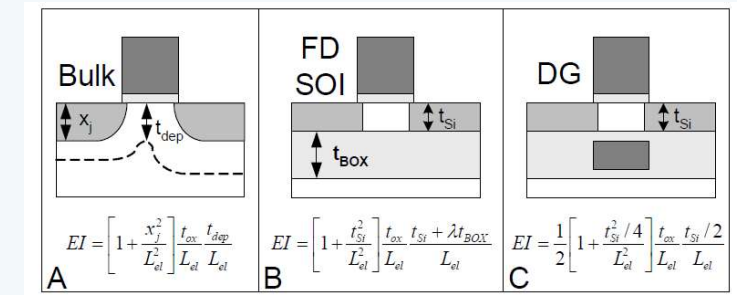 Bulk
x_j
t_dep
EI = [1 + x_j^2 / L_el^2] t_ox / L_el t_dep / L_el
A
FD
SOI
t_Si
t_BOX
EI = [1 + t_Si^2 / L_el^2] t_ox / L_el t_Si + λt_BOX / L_el
B
DG
t_Si
EI = 1/2 [1 + t_Si^2 / 4 / L_el^2] t_ox / L_el t_Si / 2 / L_el
C